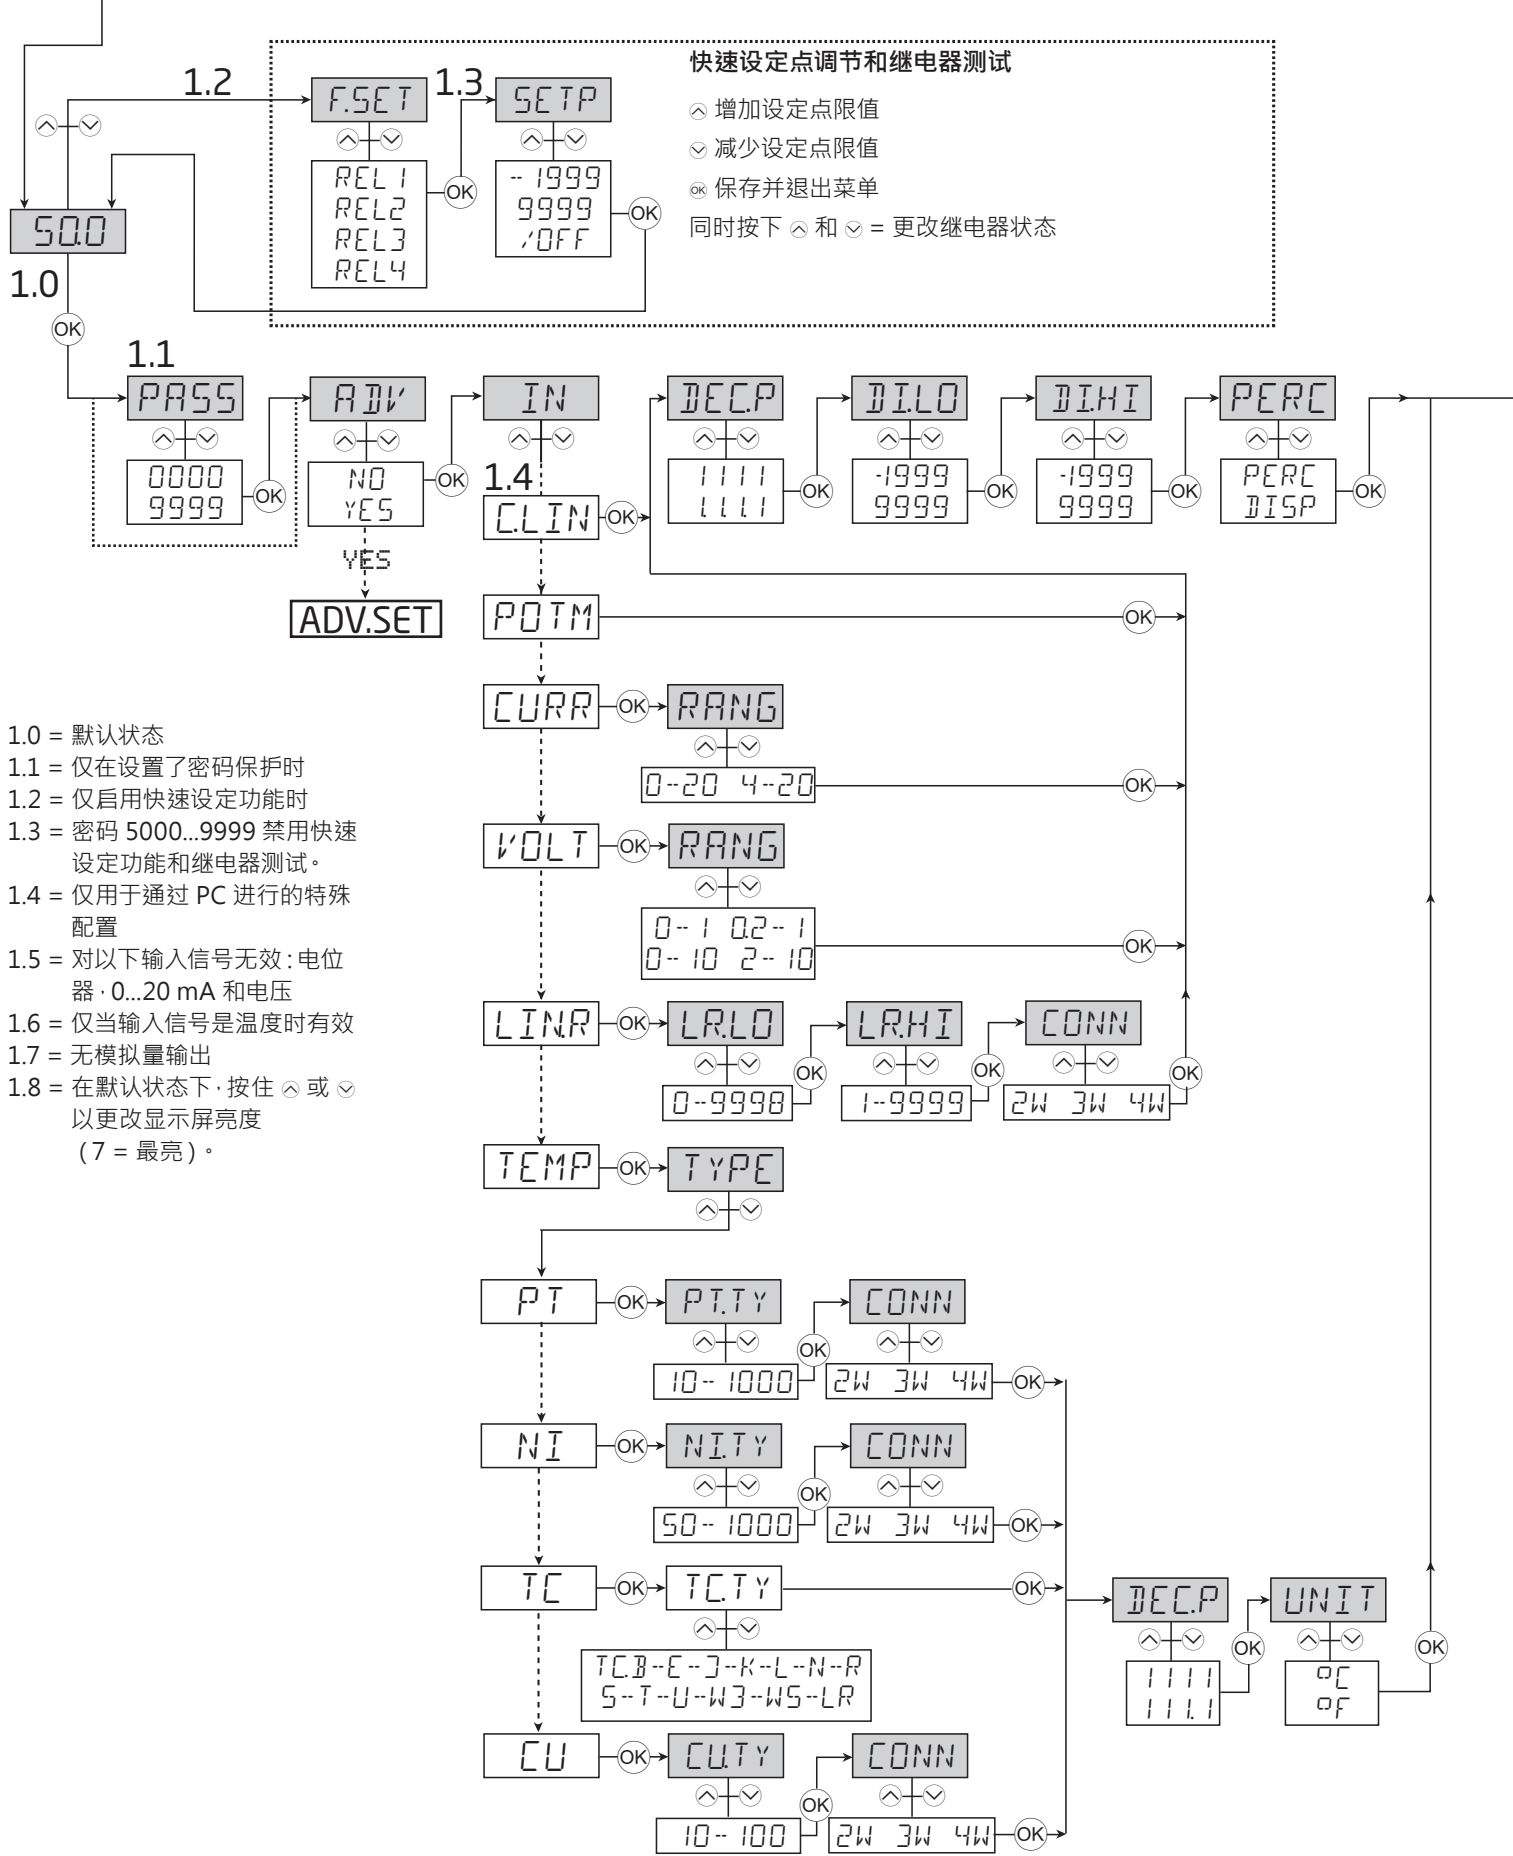 快速设定点调节和继电器测试
增加设定点限值
减少设定点限值
OK 保存并退出菜单
同时按下 和 = 更改继电器状态
1.2
F.SET
REL1
REL2
REL3
REL4
OK
1.3
SETP
-1999
9999
/OFF
OK
50.0
1.0
OK
1.1
PASS
0000
9999
OK
ADV
NO
YES
OK
YES
ADV.SET
IN
1.4
C.LIN
OK
DEC.P
1111
1.1.1.1
OK
DI.LO
-1999
9999
OK
DI.HI
-1999
9999
OK
PERC
PERC
DISP
OK
POTM
OK
CURR
OK
RANG
0-20 4-20
OK
VOLT
OK
RANG
0-1 0.2-1
0-10 2-10
OK
LIN.R
OK
LR.LO
0-9998
OK
LR.HI
1-9999
OK
CONN
2W 3W 4W
OK
TEMP
OK
TYPE
PT
OK
PT.TY
10-1000
OK
CONN
2W 3W 4W
OK
NI
OK
NI.TY
50-1000
OK
CONN
2W 3W 4W
OK
TC
OK
TC.TY
OK
TC.B-E-J-K-L-N-R
S-T-U-W3-W5-LR
CU
OK
CU.TY
10-100
OK
CONN
2W 3W 4W
OK
DEC.P
1111
111.1
OK
UNIT
°C
°F
OK
1.0 = 默认状态
1.1 = 仅在设置了密码保护时
1.2 = 仅启用快速设定功能时
1.3 = 密码 5000...9999 禁用快速
设定功能和继电器测试。
1.4 = 仅用于通过 PC 进行的特殊
配置
1.5 = 对以下输入信号无效:电位
器,0...20 mA 和电压
1.6 = 仅当输入信号是温度时有效
1.7 = 无模拟量输出
1.8 = 在默认状态下,按住 或
以更改显示屏亮度
(7 = 最亮)。